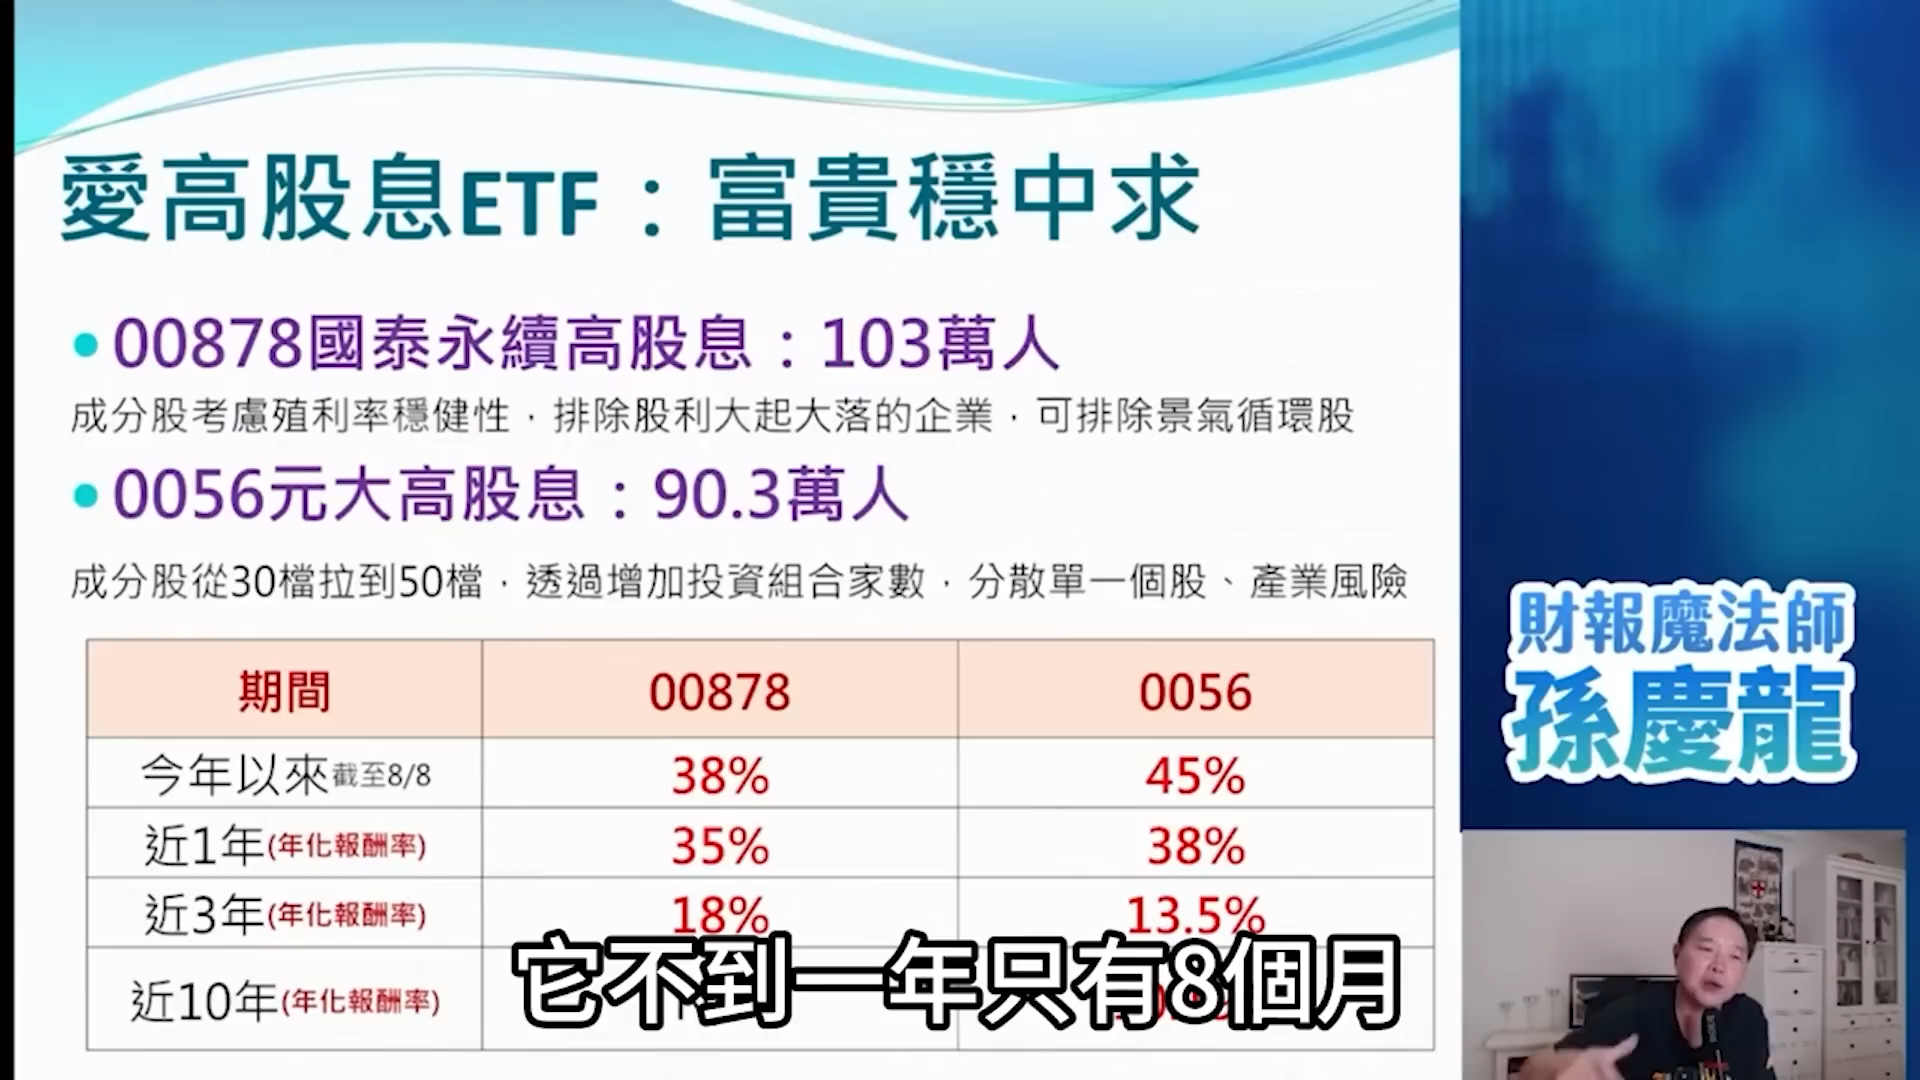 愛高股息ETF：富貴穩中求
•00878國泰永續高股息：103萬人
成分股考慮殖利率穩健性，排除股利大起大落的企業，可排除景氣循環股
•0056元大高股息：90.3萬人
成分股從30檔拉到50檔，透過增加投資組合家數，分散單一個股、產業風險
期間 00878 0056
今年以來截至8/8 38% 45%
近1年(年化報酬率) 35% 38%
近3年(年化報酬率) 18% 13.5%
近10年(年化報酬率)
它不到一年只有8個月
財報魔法師
孫慶龍